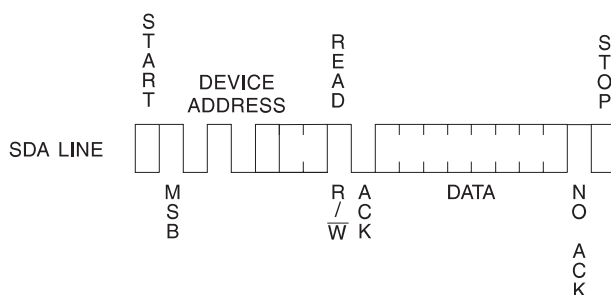 START
DEVICE
ADDRESS
READ
STOP
SDA LINE
MSB
R/W
ACK
DATA
NO ACK